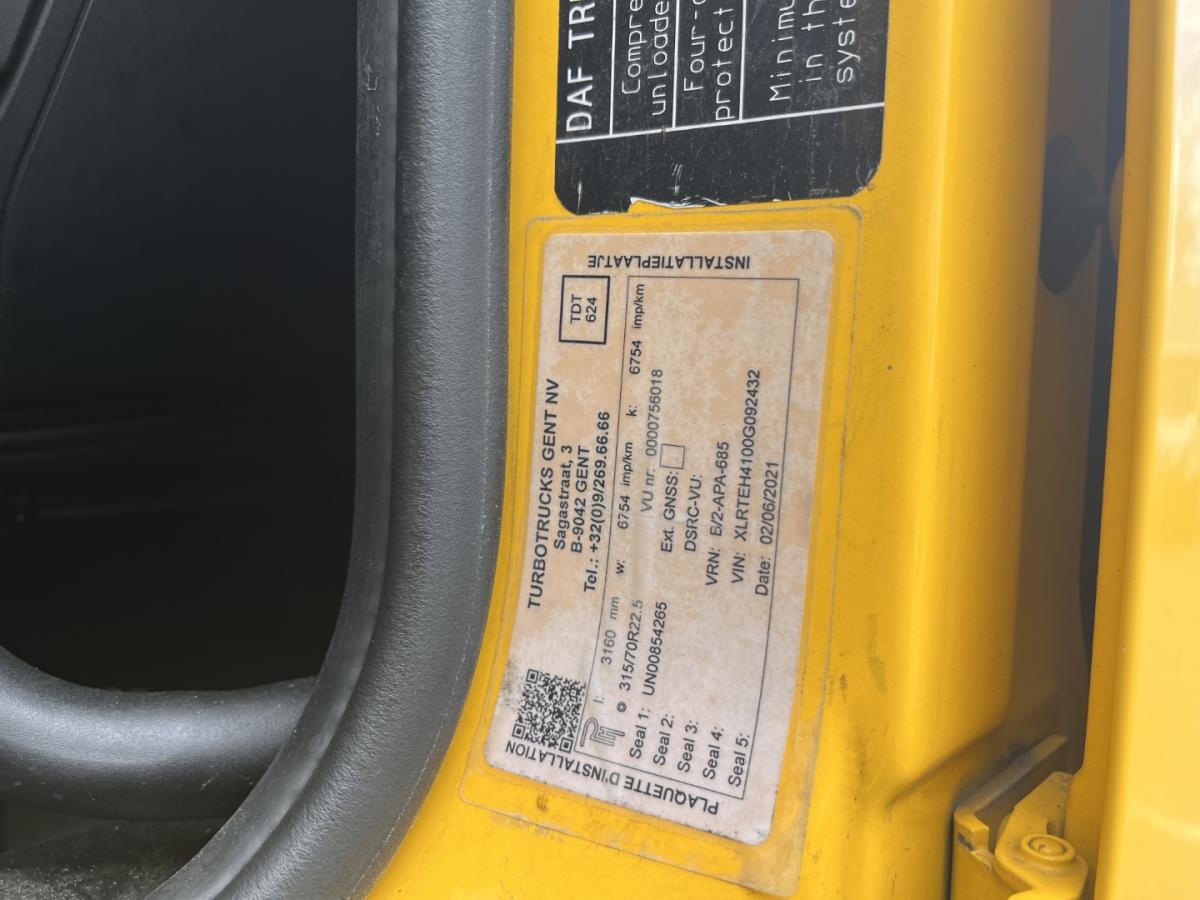 DAF TR
Compre
unloade
Four-c
protect
Minimu
in th
syste
INSTALLATIEPLAATJE
TURBOTRUCKS GENT NV
Sagastraat, 3
B-9042 GENT
Tel.: +32(0)9/269.66.66
TDT
624
l: 3160 mm w: 6754 imp/km k: 6754 imp/km
315/70R22.5 VU nr: 0000756018
Seal 1: UN00854265 Ext. GNSS:
Seal 2: DSRC-VU:
Seal 3: VRN: B/2-APA-685
Seal 4: VIN: XLRTEH4100G092432
Seal 5: Date: 02/06/2021
PLAQUETTE D'INSTALLATION